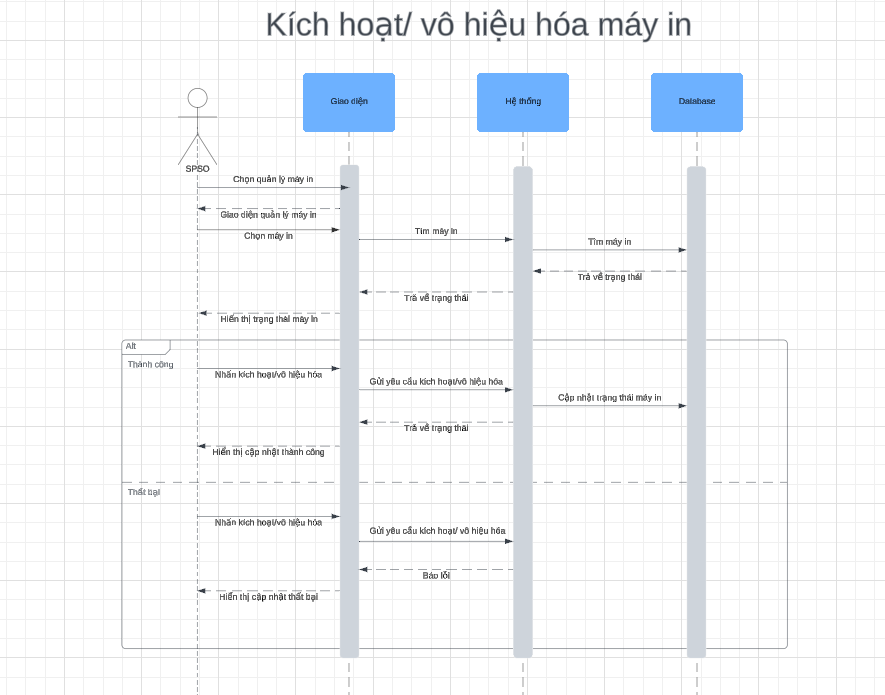 Kích hoạt/ vô hiệu hóa máy in
Giao diện
Hệ thống
Database
SPSO
Chọn quản lý máy in
Giao diện quản lý máy in
Chọn máy in
Tìm máy in
Tìm máy in
Trả về trạng thái
Trả về trạng thái
Hiển thị trạng thái máy in
Alt
Thành công
Nhấn kích hoạt/vô hiệu hóa
Gửi yêu cầu kích hoạt/vô hiệu hóa
Cập nhật trạng thái máy in
Trả về trạng thái
Hiển thị cập nhật thành công
Thất bại
Nhấn kích hoạt/vô hiệu hóa
Gửi yêu cầu kích hoạt/ vô hiệu hóa
Báo lỗi
Hiển thị cập nhật thất bại